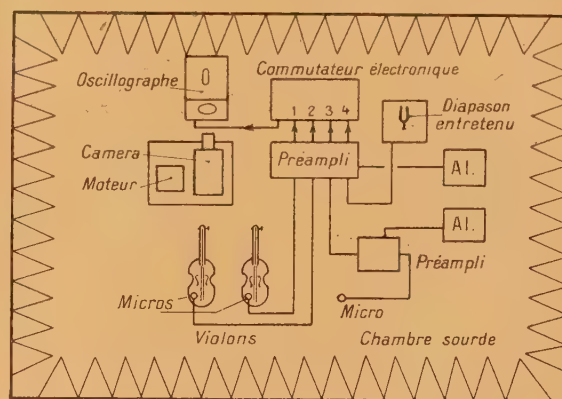 Oscillographe
Commutateur électronique
1 2 3 4
Diapason
entretenu
Camera
Moteur
Préampli
Al.
Al.
Préampli
Micros
Micro
Violons
Chambre sourde